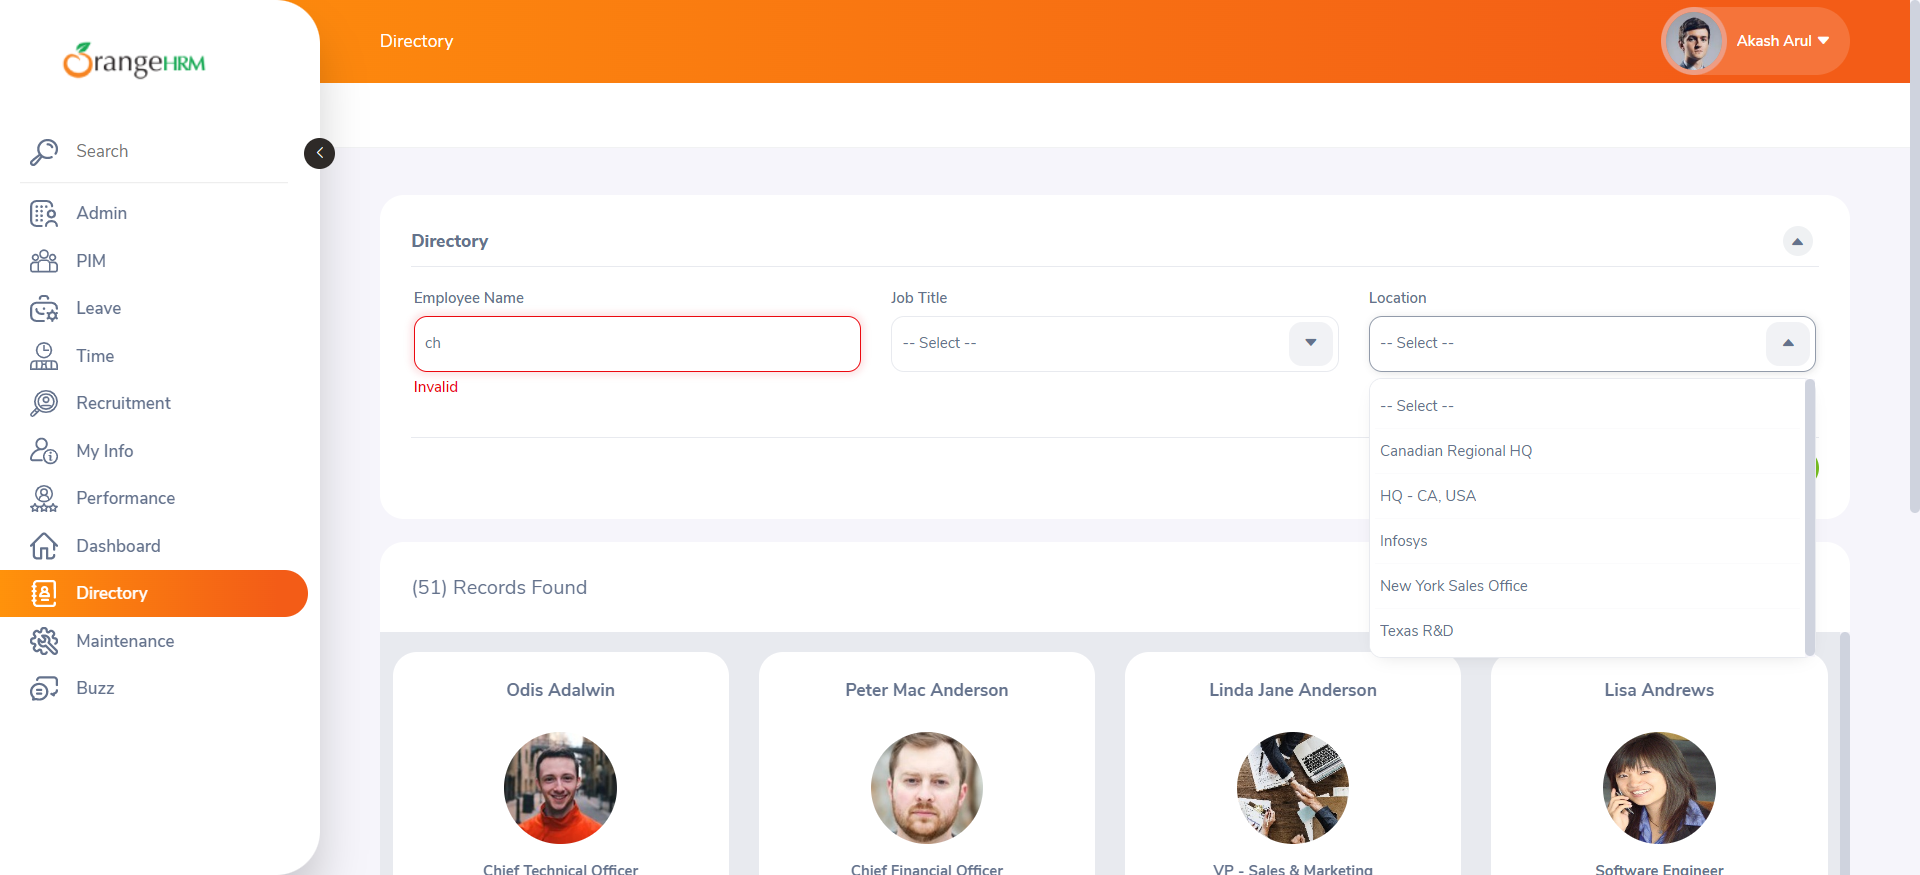 OrangeHRM
Directory
Akash Arul
Search
Admin
PIM
Leave
Time
Recruitment
My Info
Performance
Dashboard
Directory
Maintenance
Buzz
Directory
Employee Name
Job Title
Location
ch
-- Select --
-- Select --
Invalid
-- Select --
Canadian Regional HQ
HQ - CA, USA
Infosys
New York Sales Office
Texas R&D
(51) Records Found
Odis Adalwin
Peter Mac Anderson
Linda Jane Anderson
Lisa Andrews
Chief Technical Officer
Chief Financial Officer
VP - Sales & Marketing
Software Engineer